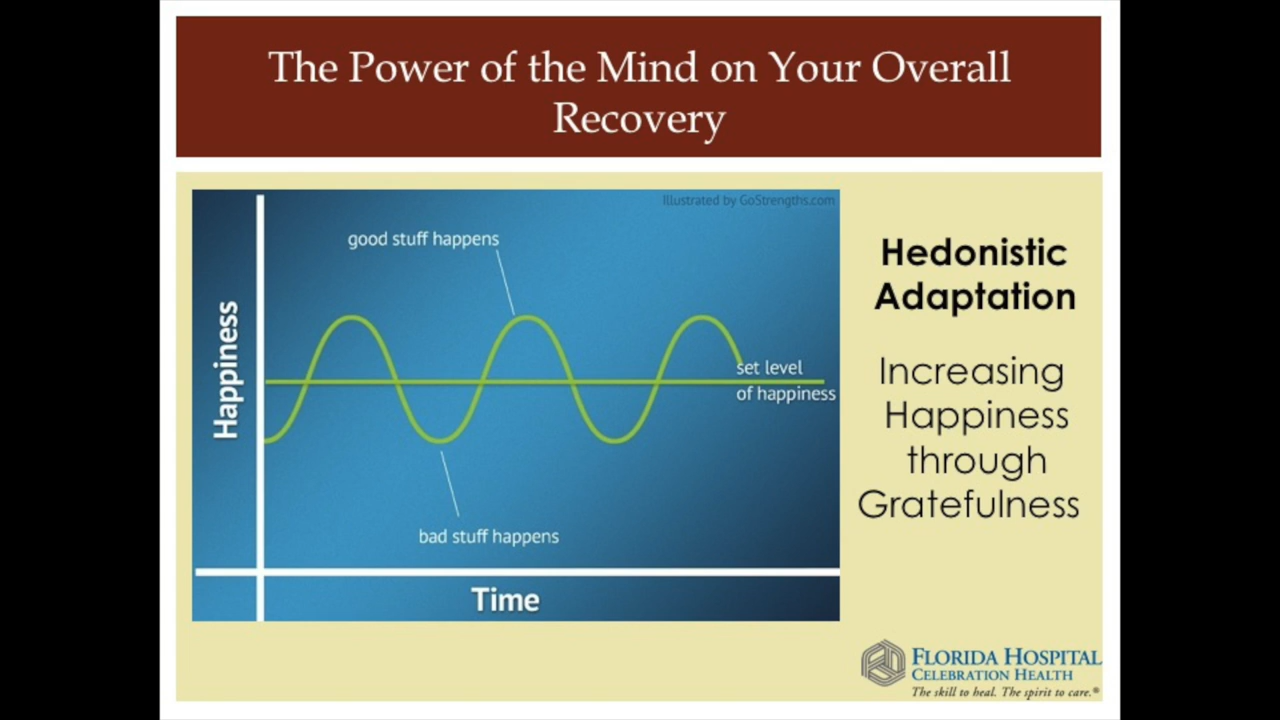 The Power of the Mind on Your Overall
Recovery
Illustrated by GoStrengths.com
good stuff happens
Happiness
set level
of happiness
bad stuff happens
Time
Hedonistic
Adaptation
Increasing
Happiness
through
Gratefulness
FLORIDA HOSPITAL
CELEBRATION HEALTH
The skill to heal. The spirit to care.®